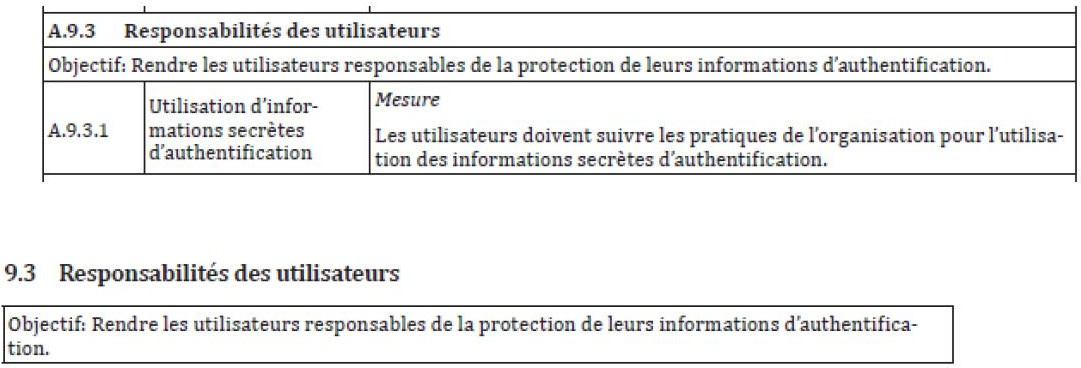 A.9.3 Responsabilités des utilisateurs
Objectif: Rendre les utilisateurs responsables de la protection de leurs informations d'authentification.
A.9.3.1
Utilisation d'infor-
mations secrètes
d'authentification
Mesure
Les utilisateurs doivent suivre les pratiques de l'organisation pour l'utilisa-
tion des informations secrètes d'authentification.
9.3 Responsabilités des utilisateurs
Objectif: Rendre les utilisateurs responsables de la protection de leurs informations d'authentifica-
tion.